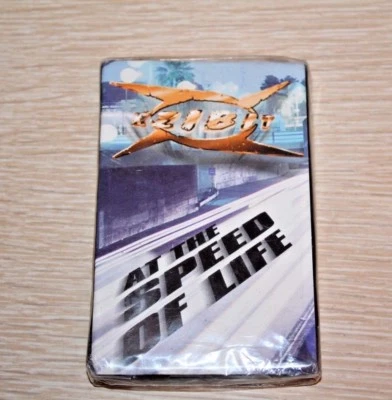 XZIBIT
AT THE
SPEED
OF LIFE